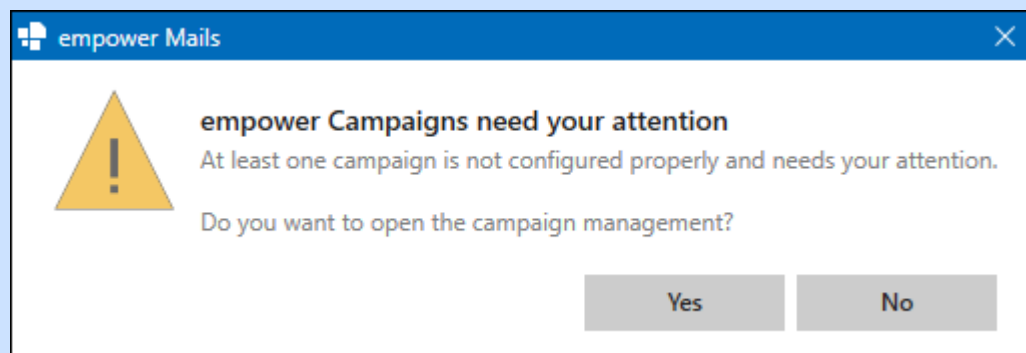 empower Mails
empower Campaigns need your attention
At least one campaign is not configured properly and needs your attention.
Do you want to open the campaign management?
Yes
No